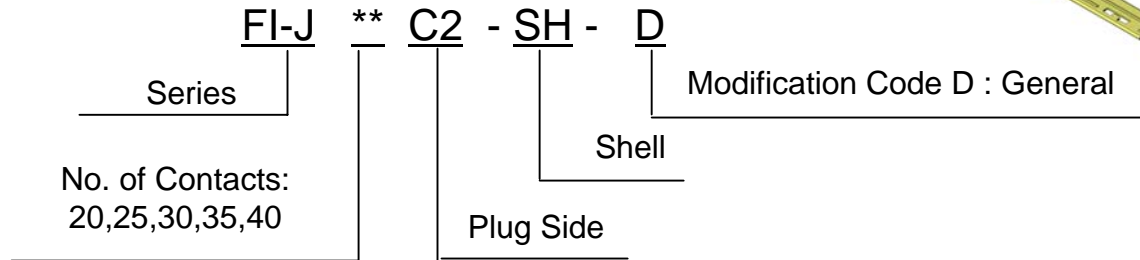 FI-J ** C2 - SH - D
Series
Modification Code D : General
Shell
No. of Contacts:
20,25,30,35,40
Plug Side